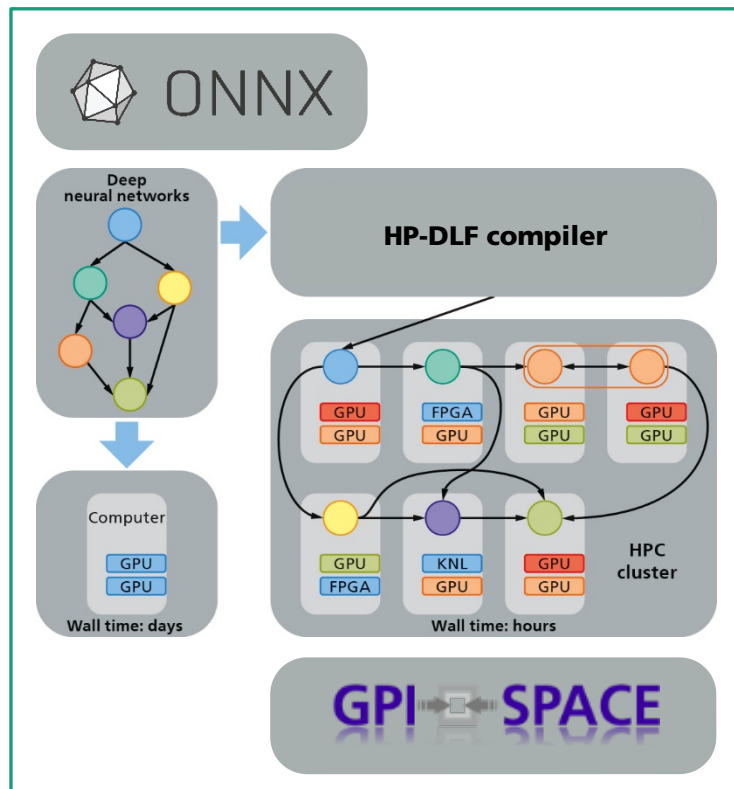 ONNX
Deep
neural networks
HP-DLF compiler
GPU
GPU
FPGA
GPU
GPU
GPU
GPU
GPU
Computer
GPU
GPU
Wall time: days
GPU
FPGA
KNL
GPU
GPU
GPU
HPC
cluster
Wall time: hours
GPI SPACE